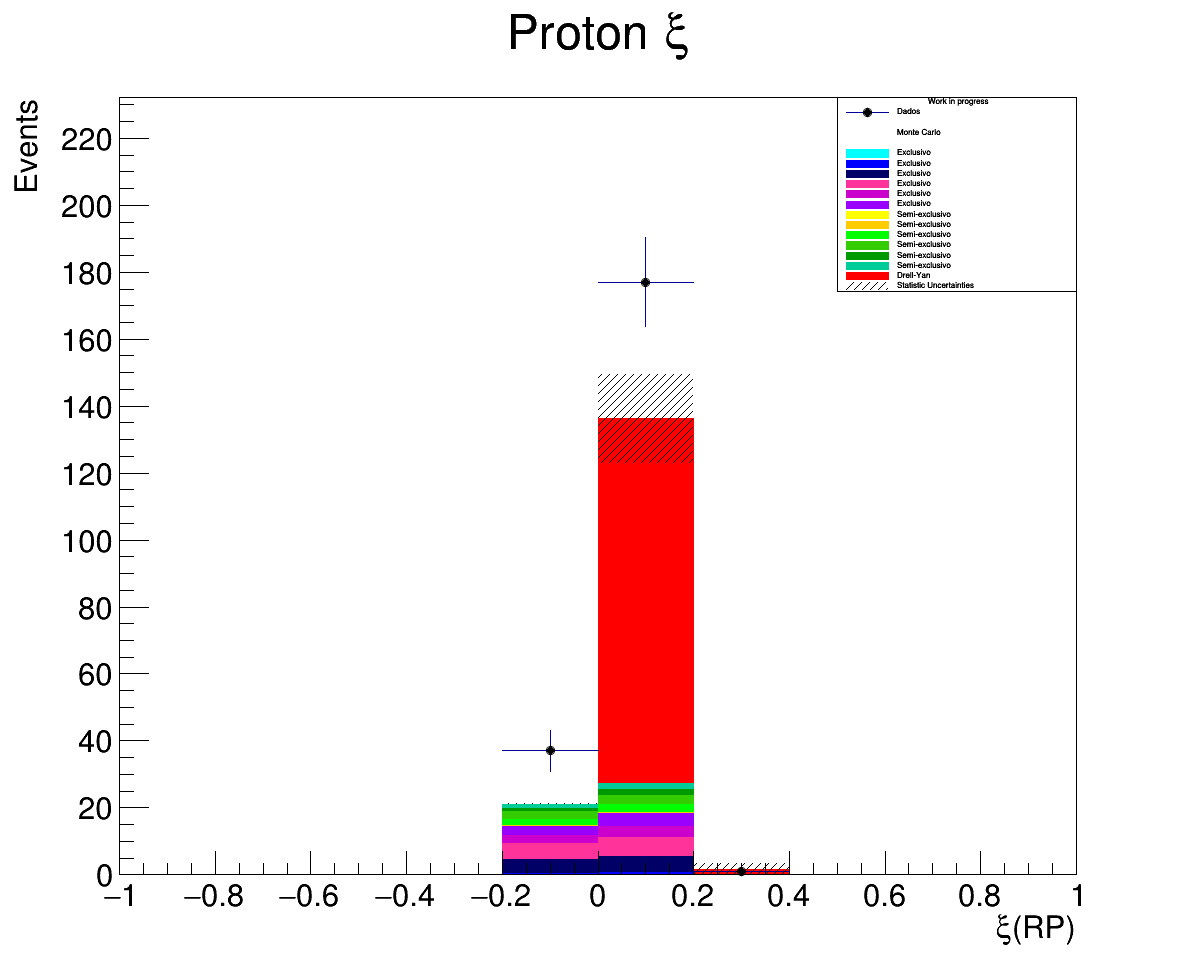 Proton ξ
Events
Work in progress
Dados
Monte Carlo
Exclusivo
Exclusivo
Exclusivo
Exclusivo
Exclusivo
Exclusivo
Semi-exclusivo
Semi-exclusivo
Semi-exclusivo
Semi-exclusivo
Semi-exclusivo
Semi-exclusivo
Drell-Yan
Statistic Uncertainties
220
200
180
160
140
120
100
80
60
40
20
0
−1 −0.8 −0.6 −0.4 −0.2 0 0.2 0.4 0.6 0.8 1
ξ(RP)